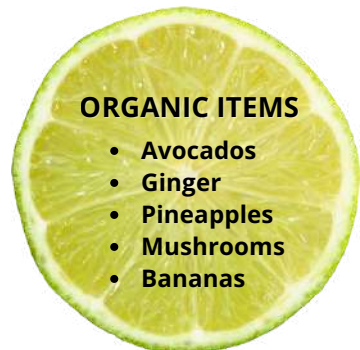 ORGANIC ITEMS
• Avocados
• Ginger
• Pineapples
• Mushrooms
• Bananas